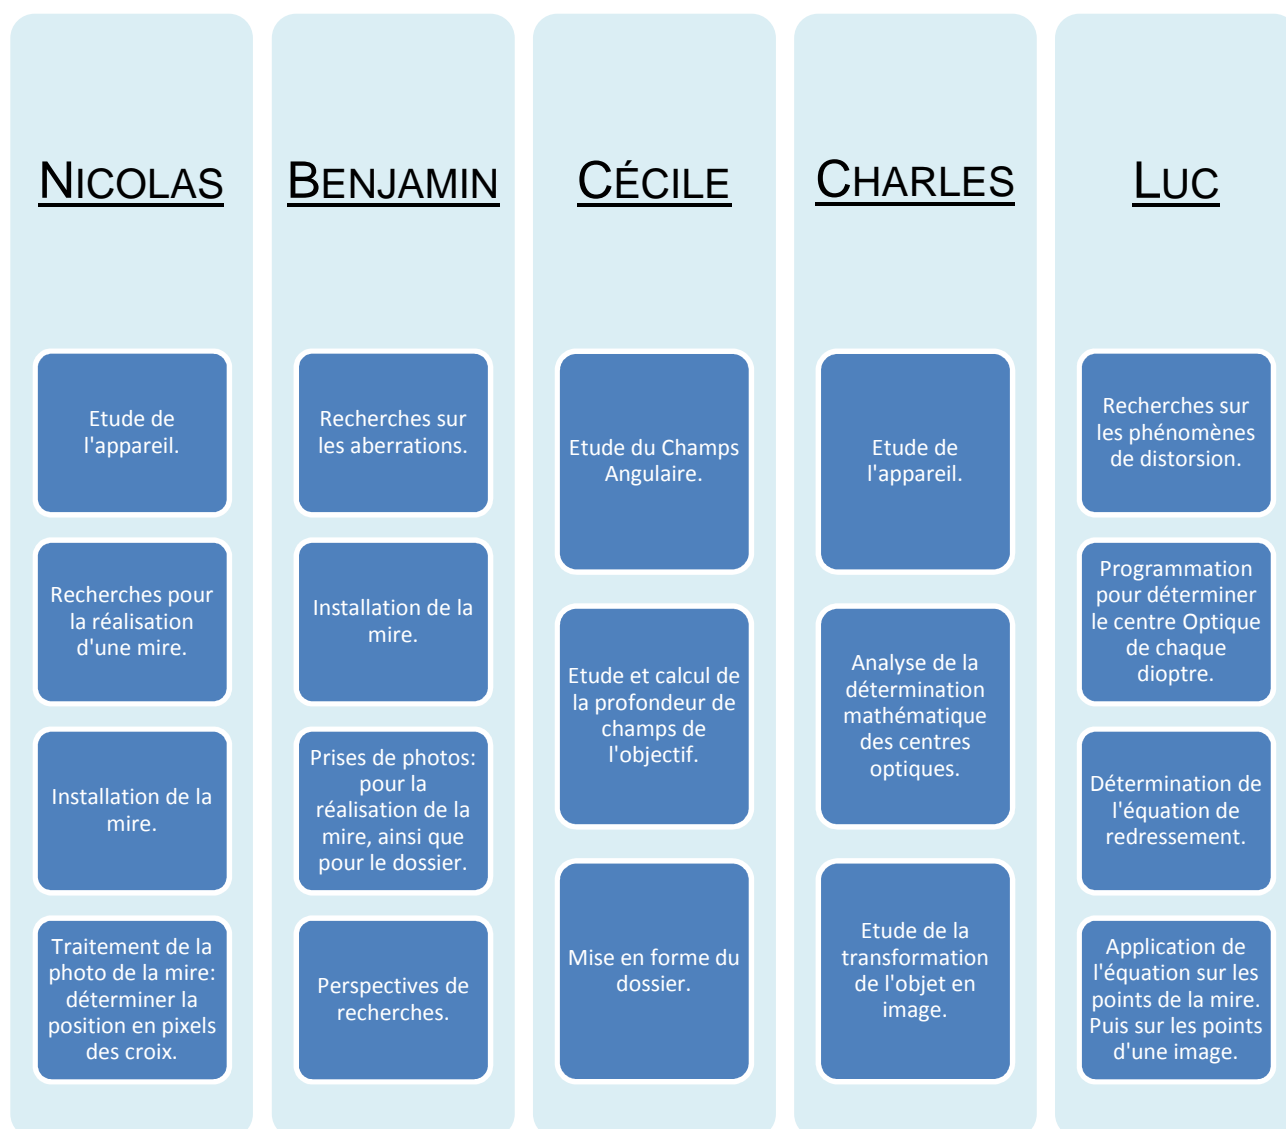 NICOLAS
Etude de
l'appareil.
Recherches pour
la réalisation
d'une mire.
Installation de la
mire.
Traitement de la
photo de la mire:
déterminer la
position en pixels
des croix.
BENJAMIN
Recherches sur
les aberrations.
Installation de la
mire.
Prises de photos:
pour la
réalisation de la
mire, ainsi que
pour le dossier.
Perspectives de
recherches.
CÉCILE
Etude du Champs
Angulaire.
Etude et calcul de
la profondeur de
champs de
l'objectif.
Mise en forme du
dossier.
CHARLES
Etude de
l'appareil.
Analyse de la
détermination
mathématique
des centres
optiques.
Etude de la
transformation
de l'objet en
image.
LUC
Recherches sur
les phénomènes
de distorsion.
Programmation
pour déterminer
le centre Optique
de chaque
dioptre.
Détermination de
l'équation de
redressement.
Application de
l'équation sur les
points de la mire.
Puis sur les points
d'une image.